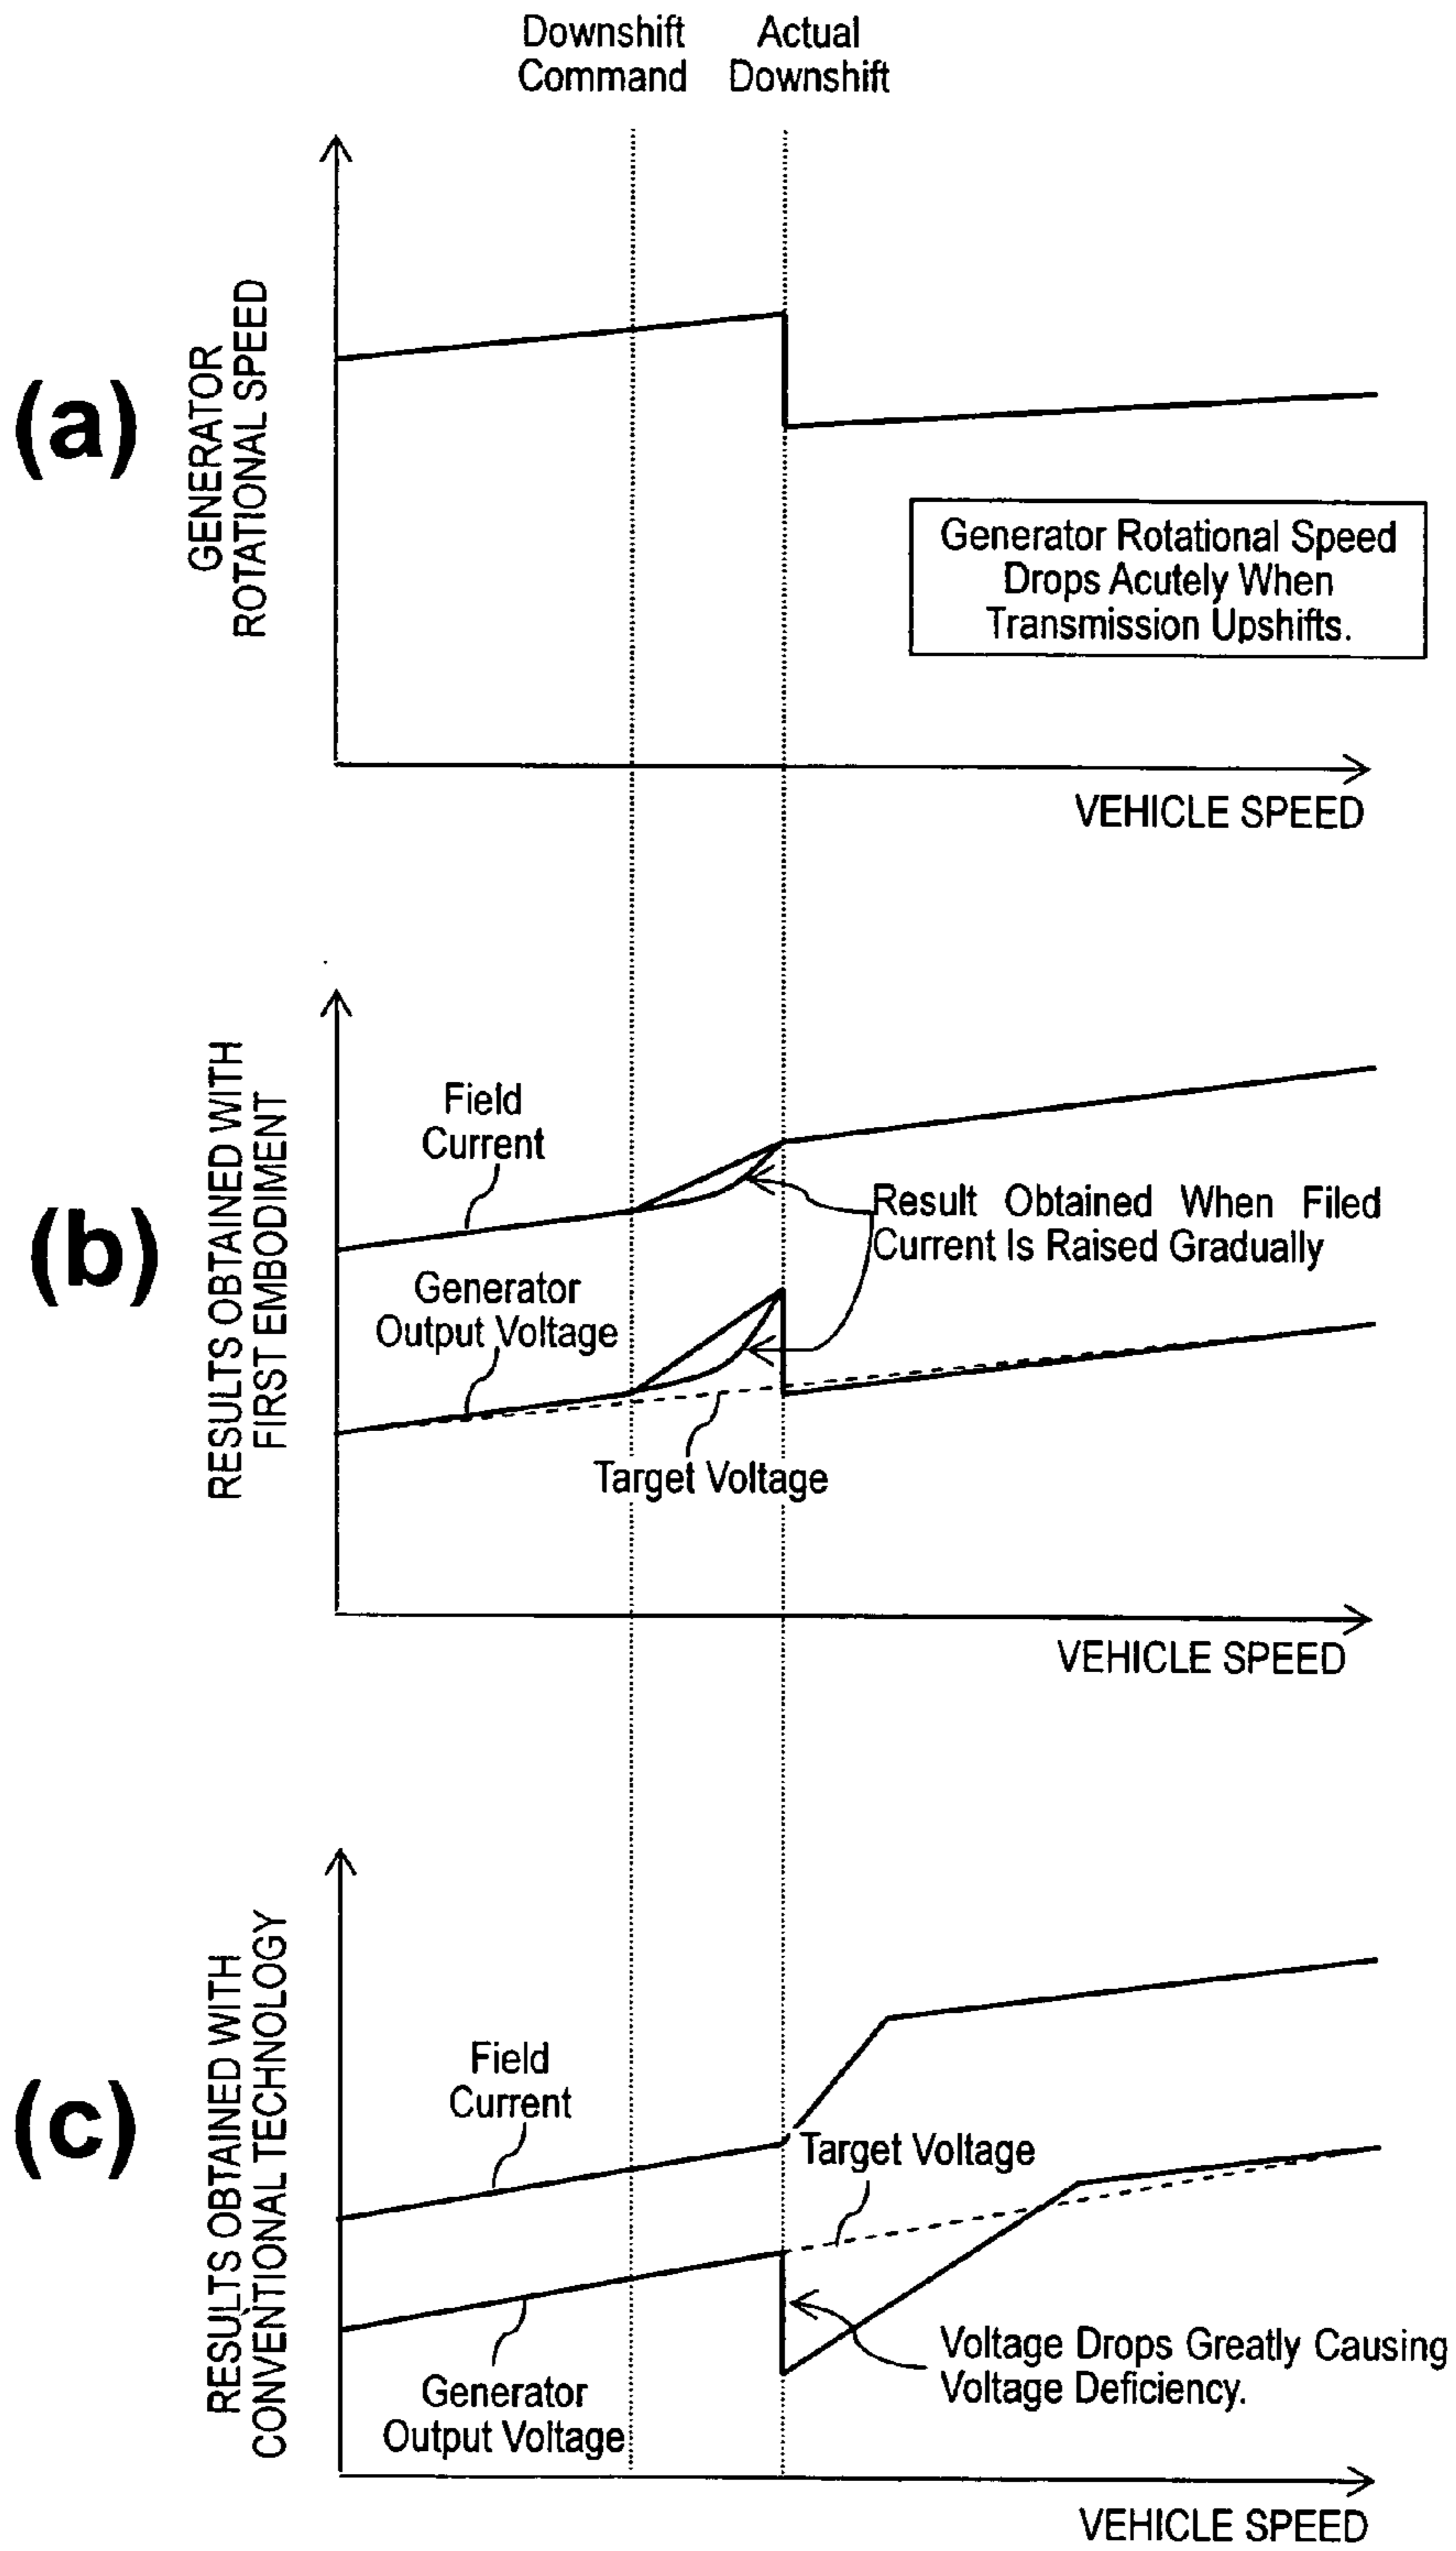 Downshift
Command
Actual
Downshift
(a)
GENERATOR
ROTATIONAL SPEED
Generator Rotational Speed
Drops Acutely When
Transmission Upshifts.
VEHICLE SPEED
(b)
RESULTS OBTAINED WITH
FIRST EMBODIMENT
Field
Current
Result Obtained When Filed
Current Is Raised Gradually
Generator
Output Voltage
Target Voltage
VEHICLE SPEED
(c)
RESULTS OBTAINED WITH
CONVENTIONAL TECHNOLOGY
Field
Current
Target Voltage
Voltage Drops Greatly Causing
Voltage Deficiency.
Generator
Output Voltage
VEHICLE SPEED